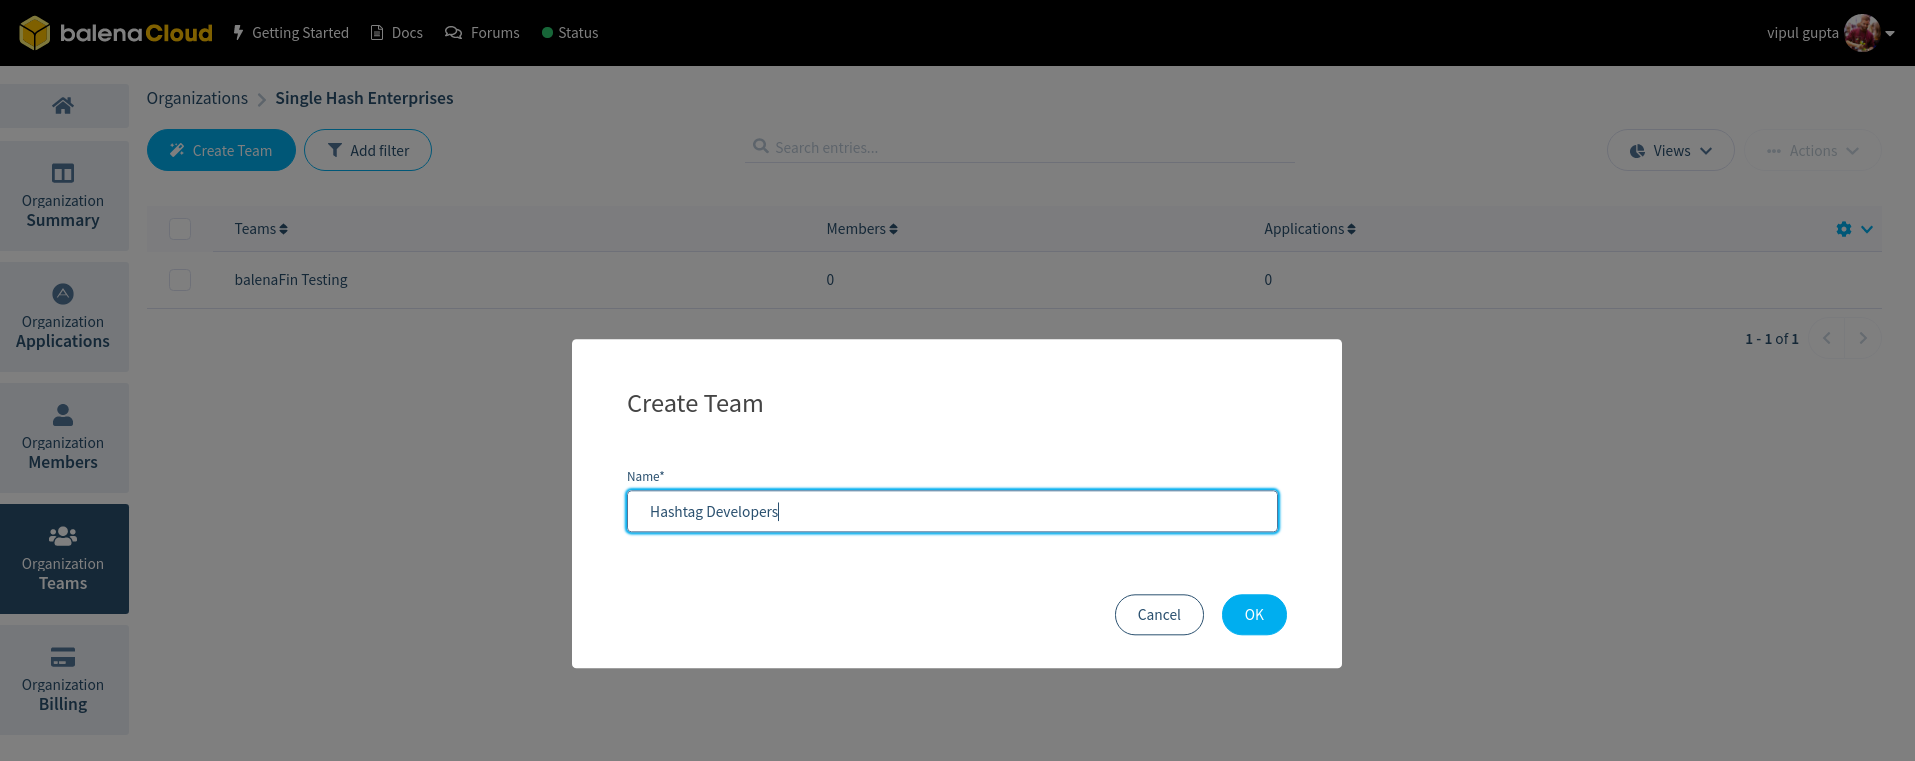 balenaCloud Getting Started Docs Forums Status vipul gupta
Organizations Single Hash Enterprises
Create Team Add filter Search entries... Views Actions
Organization
Summary
Organization
Applications
Organization
Members
Organization
Teams
Organization
Billing
Teams Members Applications
balenaFin Testing 0 0
1 - 1 of 1
Create Team
Name*
Hashtag Developers
Cancel OK